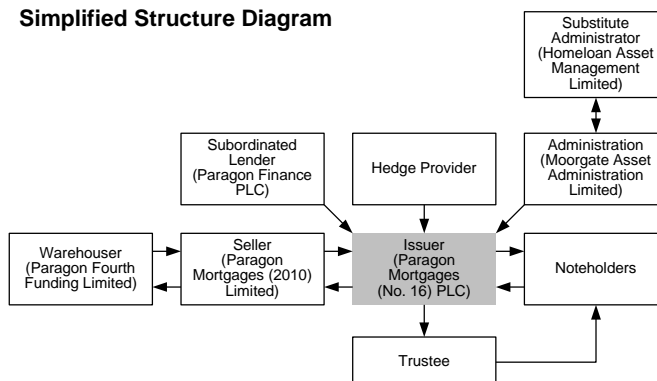 Simplified Structure Diagram
Substitute
Administrator
(Homeloan Asset
Management
Limited)
Subordinated
Lender
(Paragon Finance
PLC)
Hedge Provider
Administration
(Moorgate Asset
Administration
Limited)
Warehouser
(Paragon Fourth
Funding Limited)
Seller
(Paragon
Mortgages (2010)
Limited)
Issuer
(Paragon
Mortgages
(No. 16) PLC)
Noteholders
Trustee